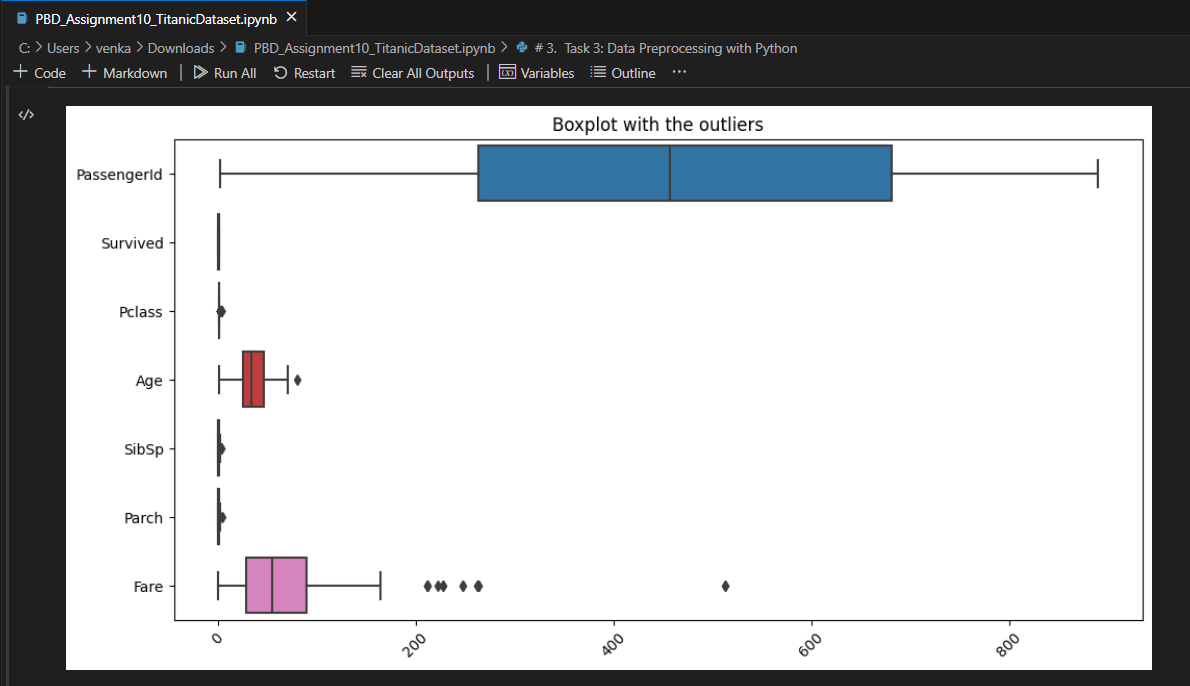 PBD_Assignment10_TitanicDataset.ipynb
C: > Users > venka > Downloads > PBD_Assignment10_TitanicDataset.ipynb > # 3. Task 3: Data Preprocessing with Python
+ Code + Markdown | Run All Restart Clear All Outputs | Variables Outline ...
Boxplot with the outliers
PassengerId
Survived
Pclass
Age
SibSp
Parch
Fare
0 200 400 600 800